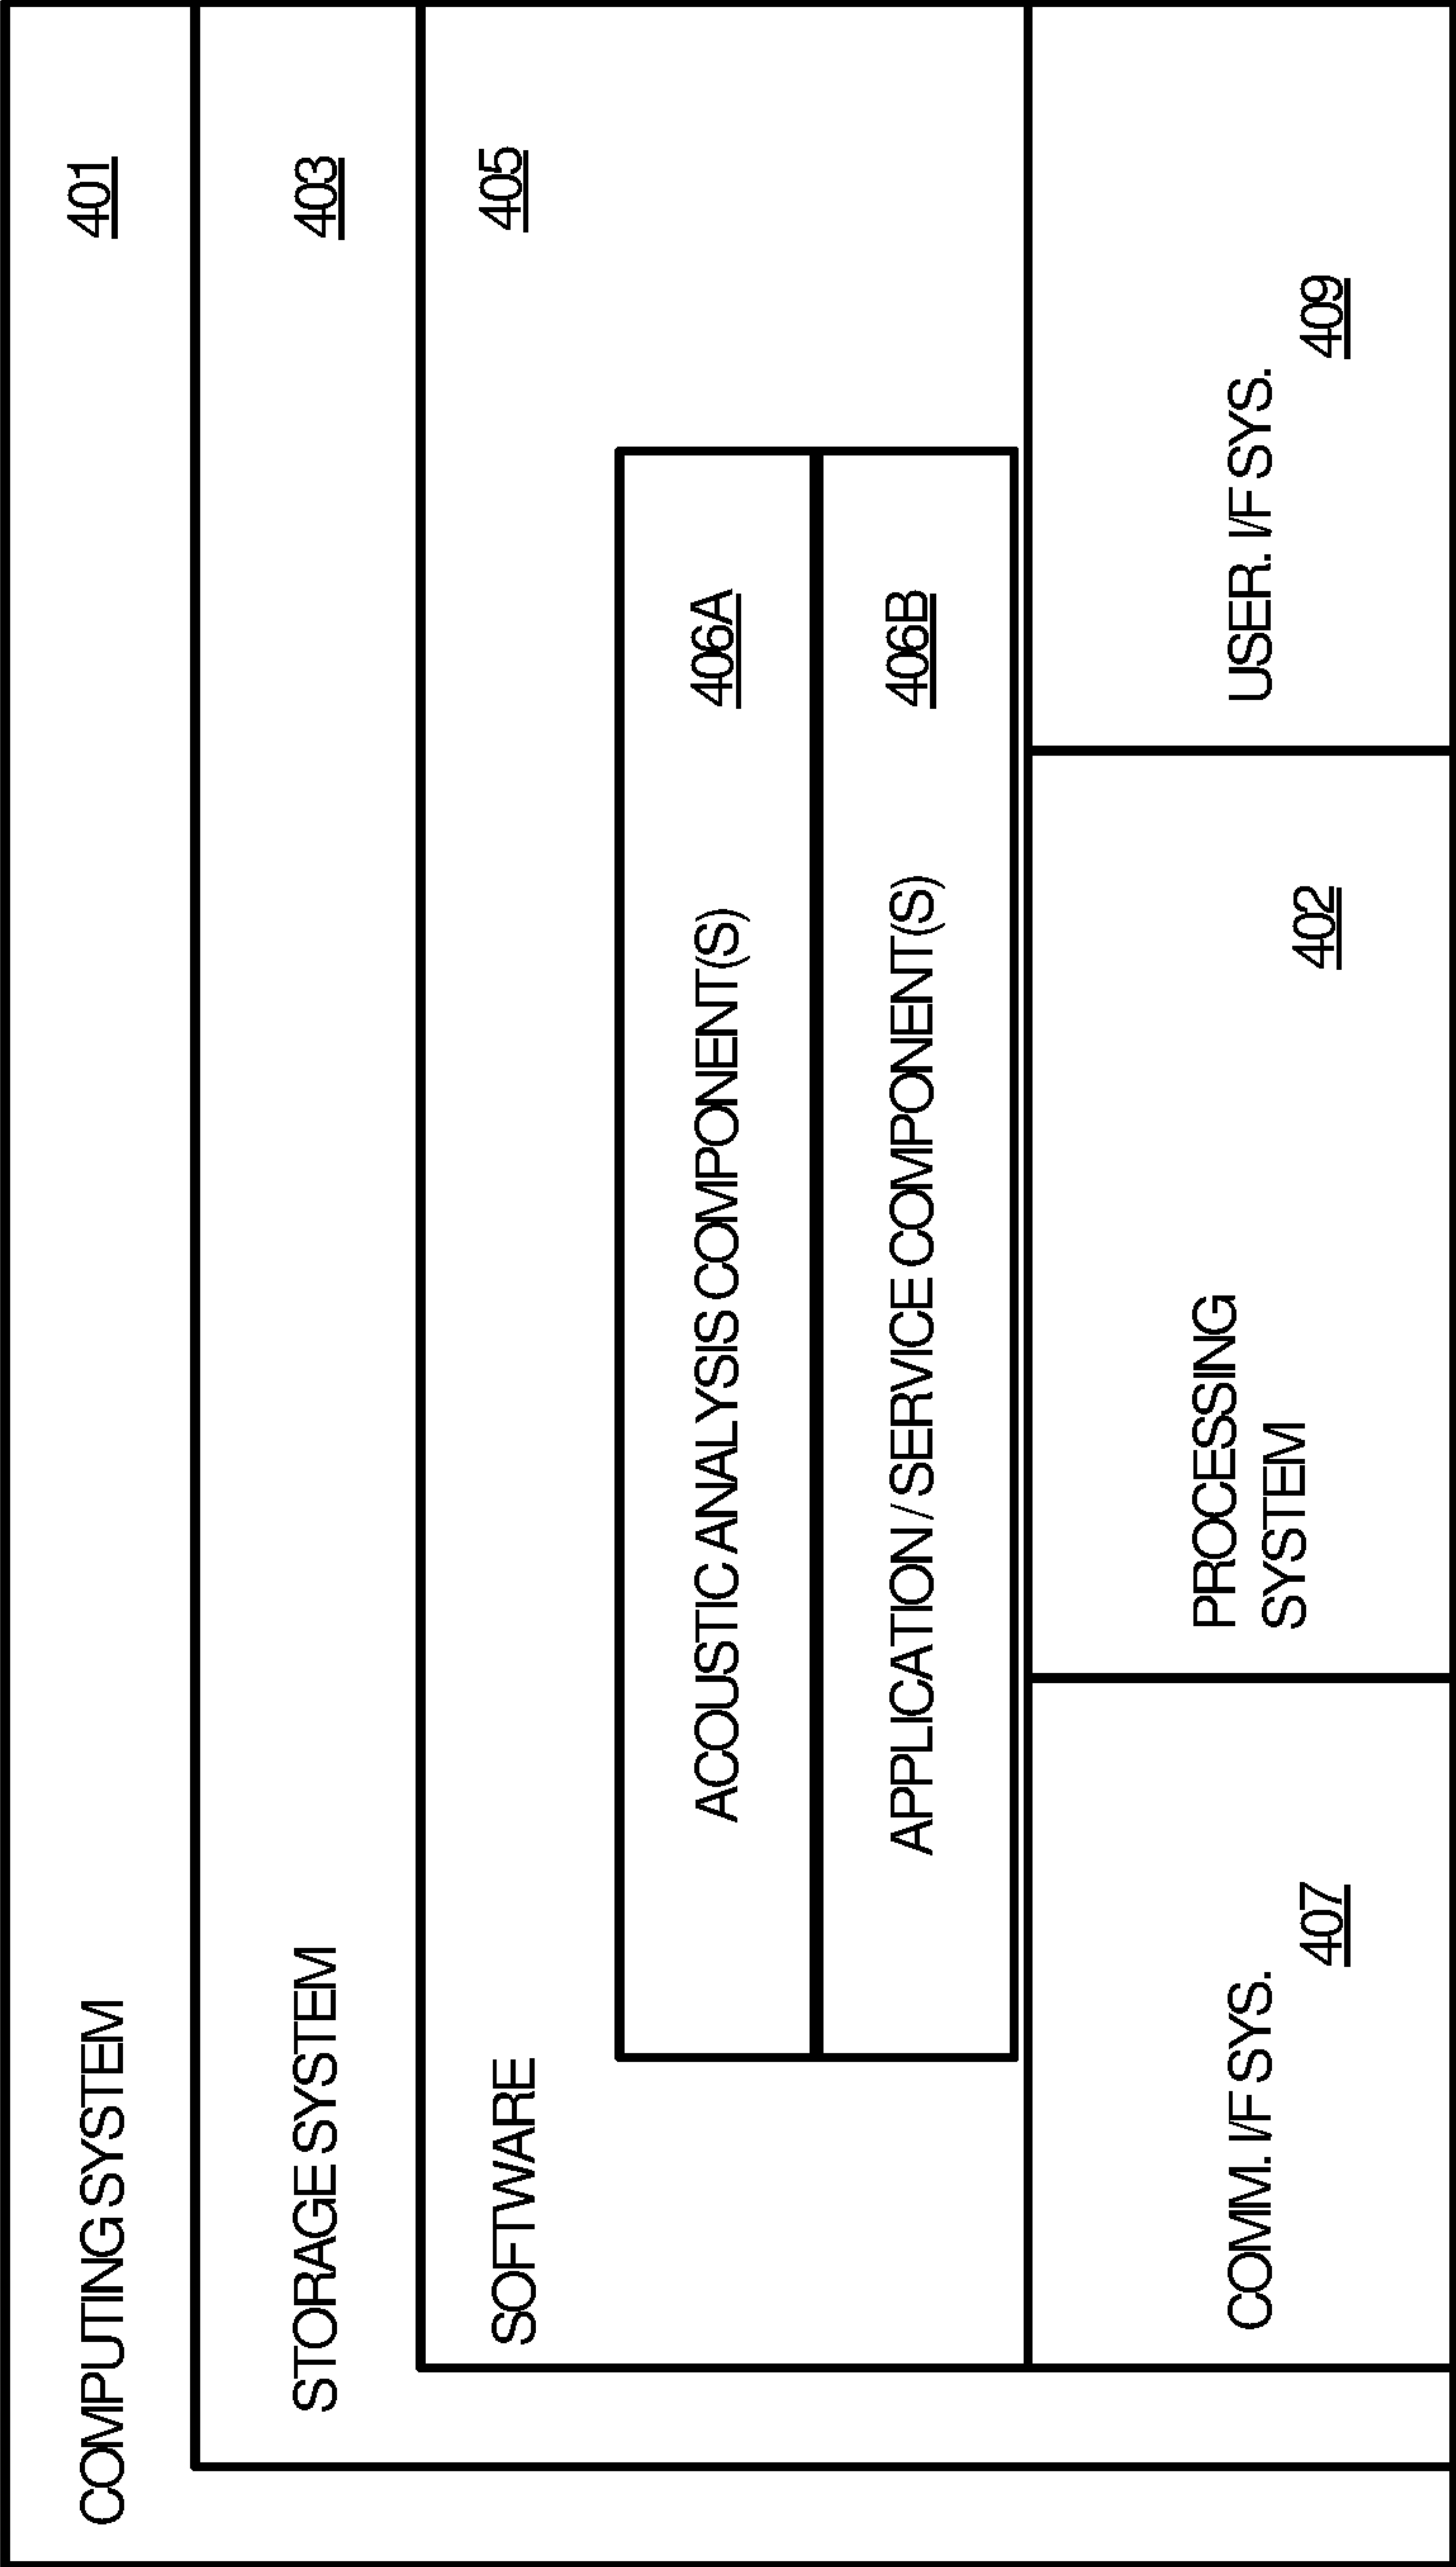 COMPUTING SYSTEM 401
STORAGE SYSTEM 403
SOFTWARE 405
ACOUSTIC ANALYSIS COMPONENT(S) 406A
APPLICATION / SERVICE COMPONENT(S) 406B
COMM. I/F SYS.
407
PROCESSING
SYSTEM
402
USER. I/F SYS.
409